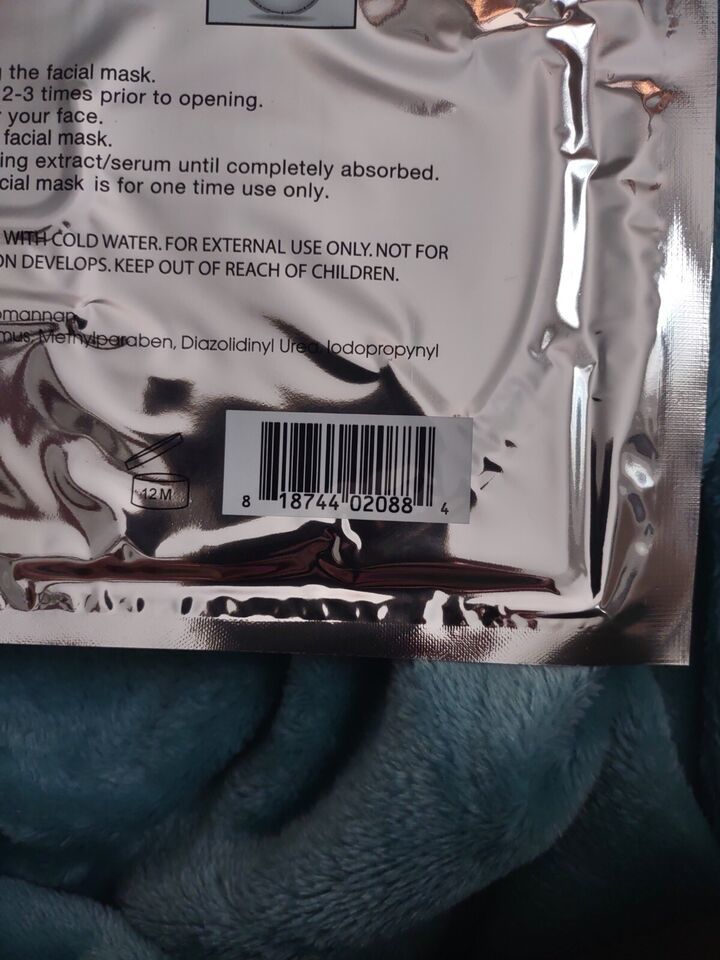 the facial mask.
2-3 times prior to opening.
your face.
facial mask.
ing extract/serum until completely absorbed.
cial mask is for one time use only.
WITH COLD WATER. FOR EXTERNAL USE ONLY. NOT FOR
ON DEVELOPS. KEEP OUT OF REACH OF CHILDREN.
omannan,
mus, Methylparaben, Diazolidinyl Urea, Iodopropynyl
12M
8 18744 02088 4